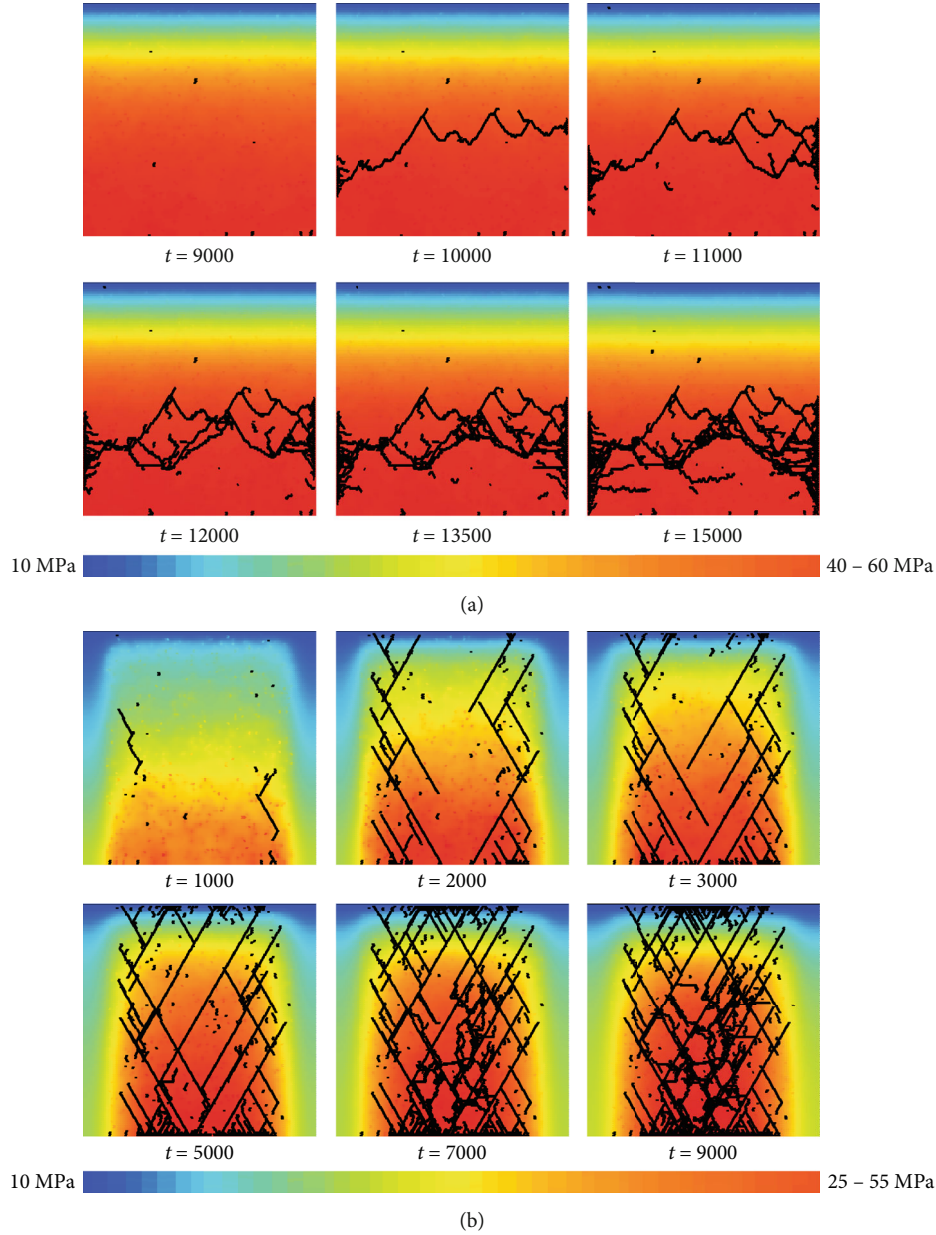 t = 9000
t = 10000
t = 11000
t = 12000
t = 13500
t = 15000
10 MPa
40 – 60 MPa
(a)
t = 1000
t = 2000
t = 3000
t = 5000
t = 7000
t = 9000
10 MPa
25 – 55 MPa
(b)